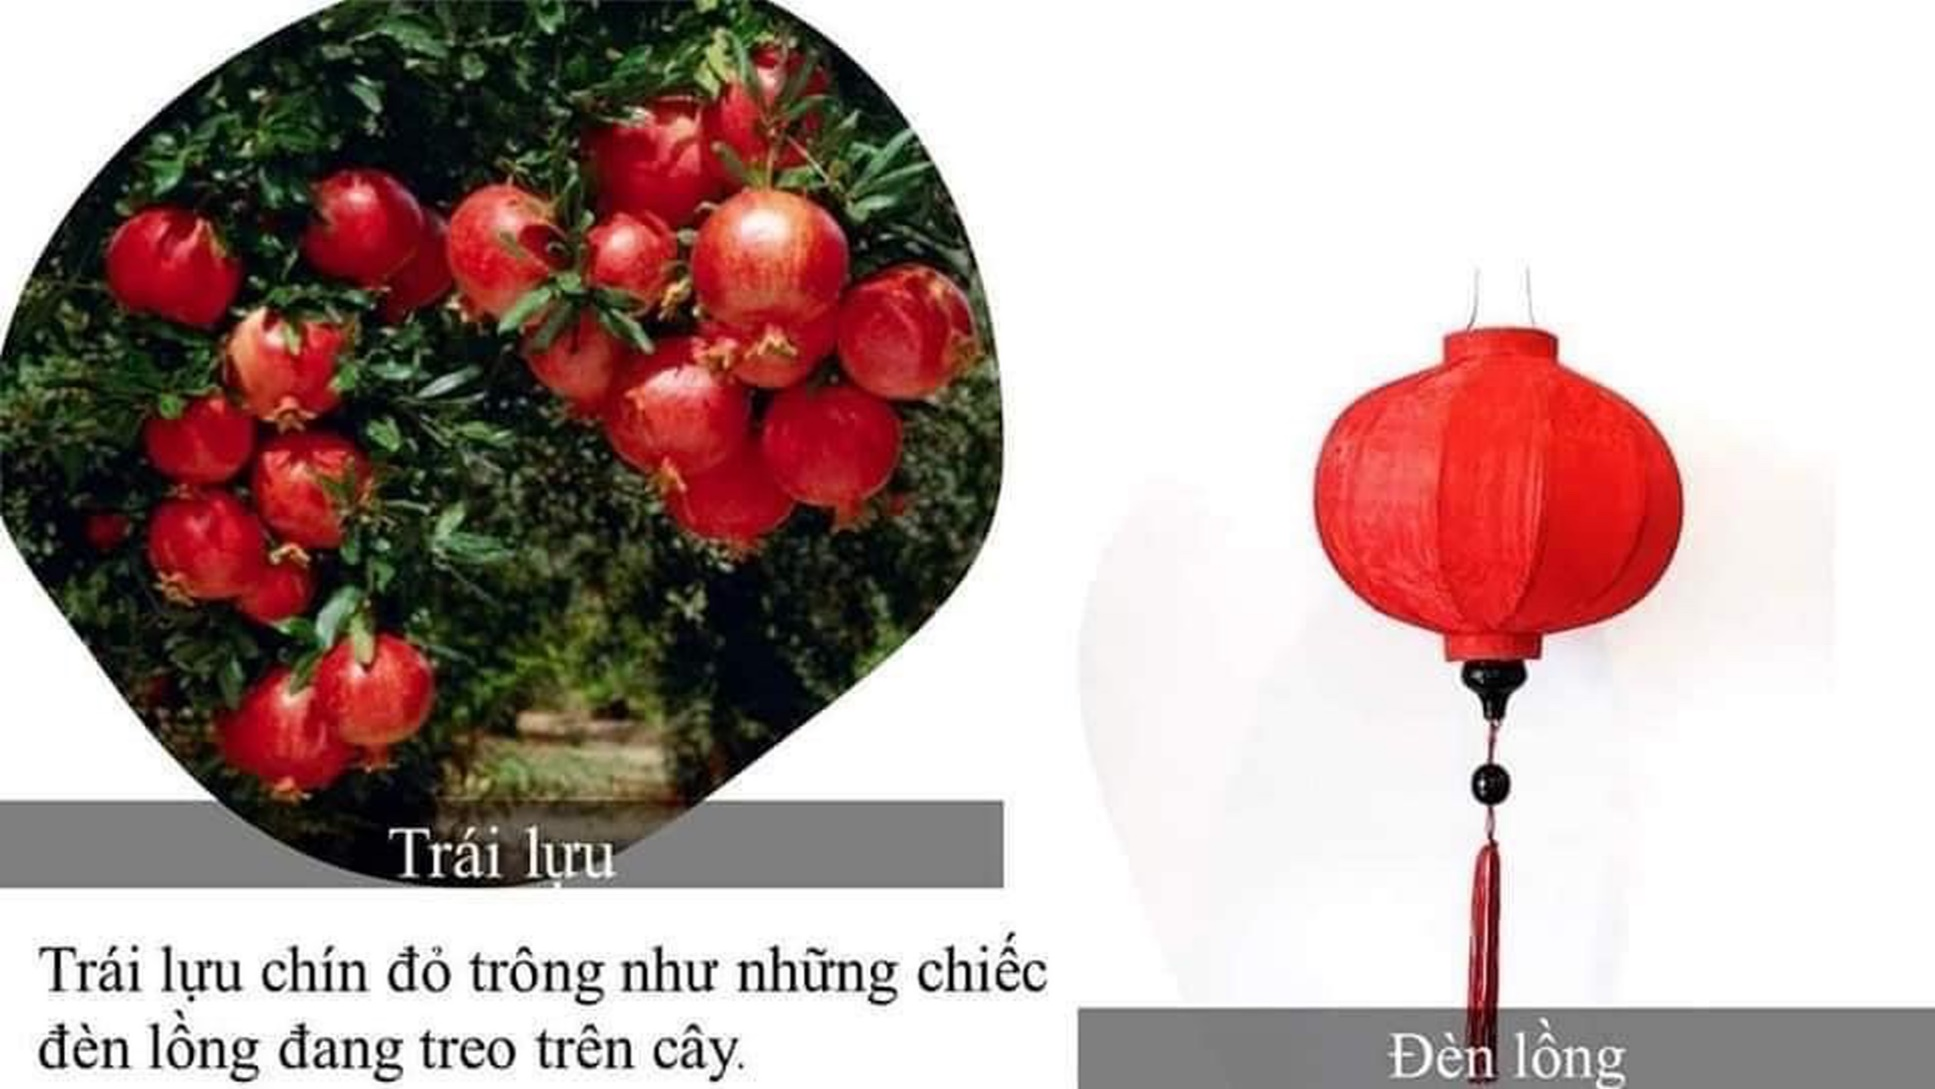 Trái lựu
Trái lựu chín đỏ trông như những chiếc
đèn lồng đang treo trên cây.
Đèn lồng